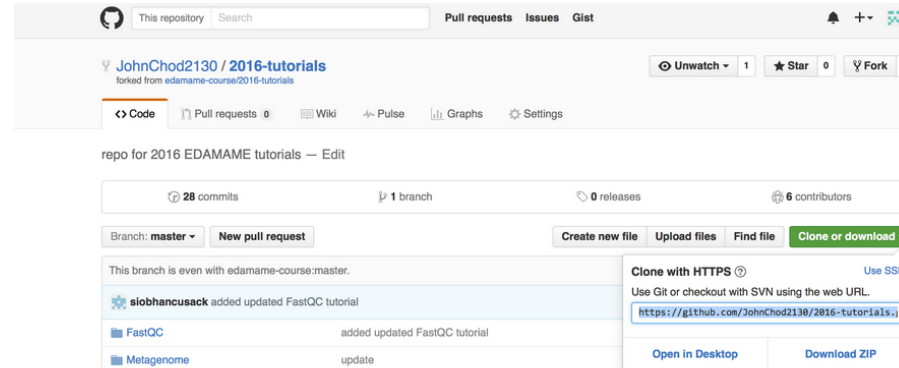 This repository Search Pull requests Issues Gist
JohnChod2130 / 2016-tutorials Unwatch 1 Star 0 Fork
forked from edamame-course/2016-tutorials
Code Pull requests 0 Wiki Pulse Graphs Settings
repo for 2016 EDAMAME tutorials — Edit
28 commits 1 branch 0 releases 6 contributors
Branch: master New pull request Create new file Upload files Find file Clone or download
This branch is even with edamame-course:master.
Clone with HTTPS Use SSH
Use Git or checkout with SVN using the web URL.
siobhancusack added updated FastQC tutorial
https://github.com/JohnChod2130/2016-tutorials.
FastQC added updated FastQC tutorial
Metagenome update
Open in Desktop Download ZIP